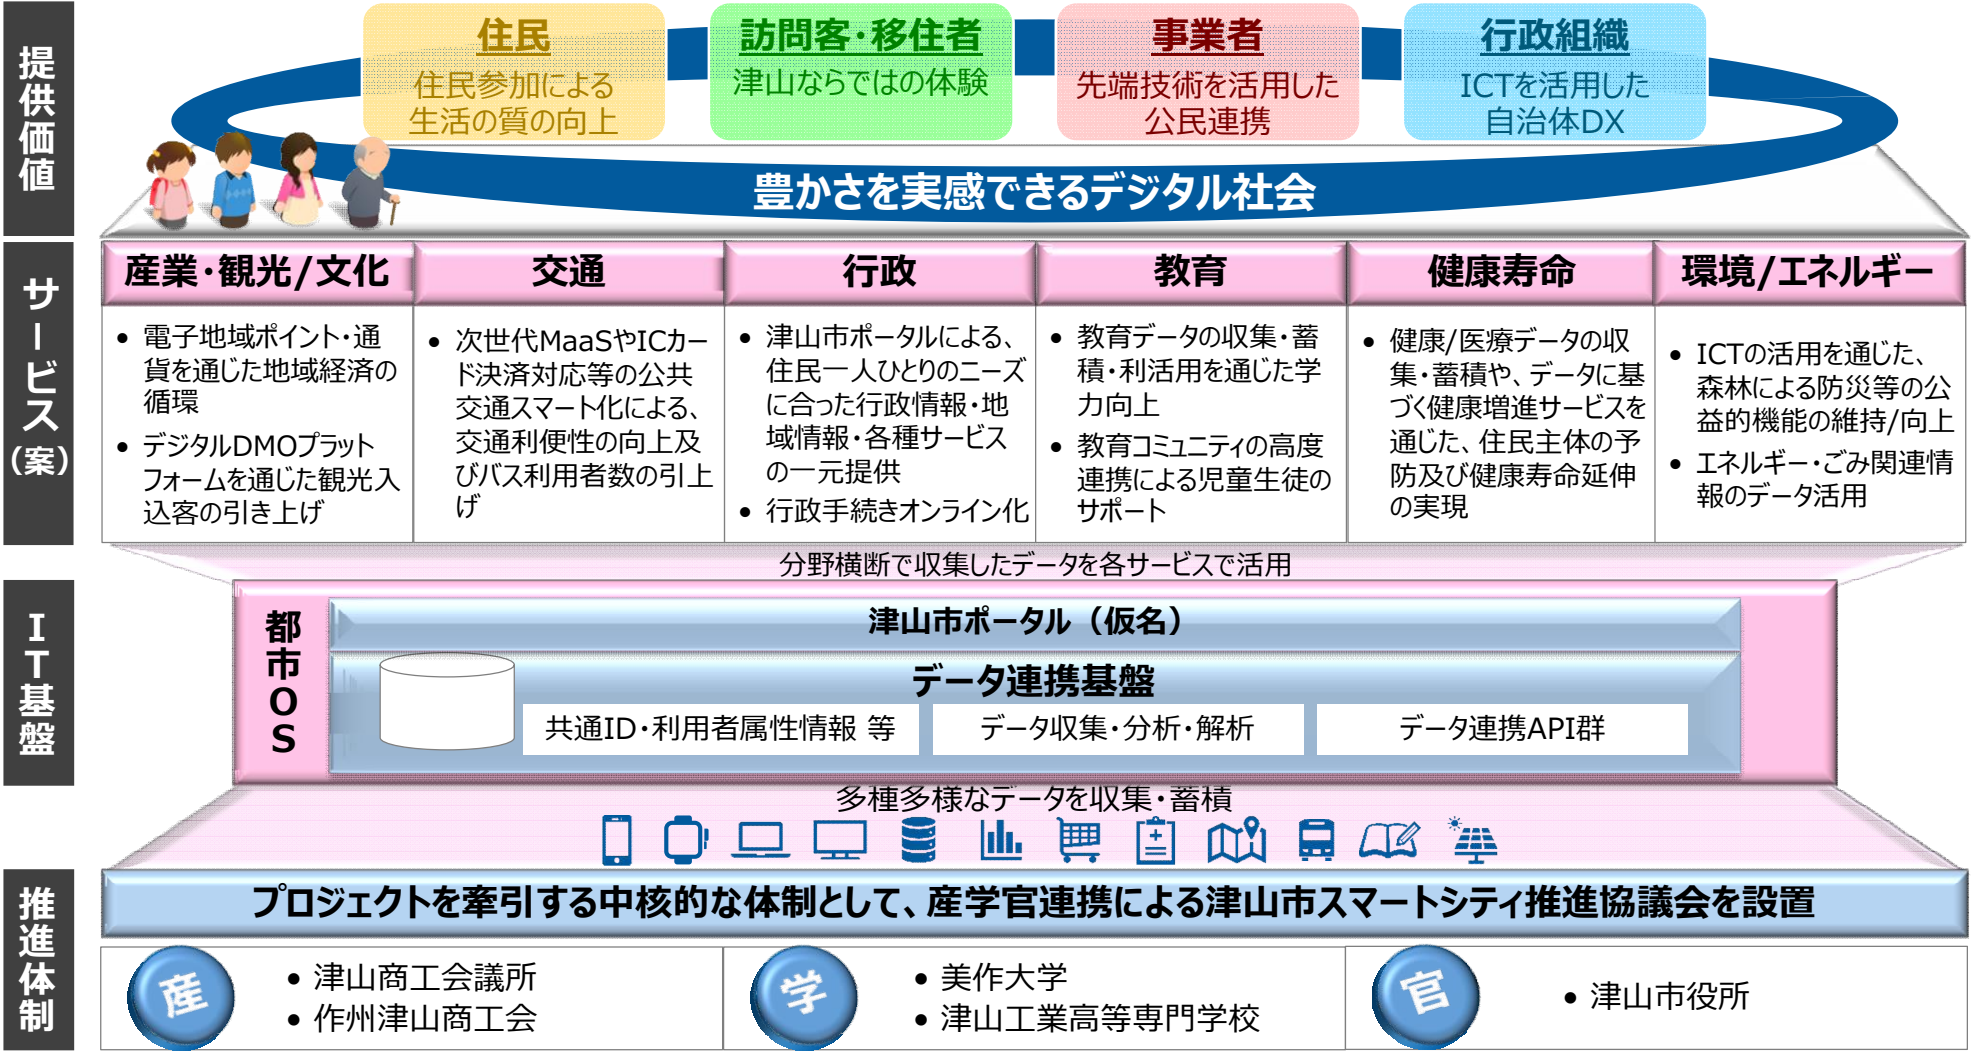 提供価値
住民
住民参加による
生活の質の向上
訪問客・移住者
津山ならではの体験
事業者
先端技術を活用した
公民連携
行政組織
ICTを活用した
自治体DX
豊かさを実感できるデジタル社会
サービス（案）
産業・観光/文化
• 電子地域ポイント・通
貨を通じた地域経済の
循環
• デジタルDMOプラット
フォームを通じた観光入
込客の引き上げ
交通
• 次世代MaaSやICカー
ド決済対応等の公共
交通スマート化による、
交通利便性の向上及
びバス利用者数の引上
げ
行政
• 津山市ポータルによる、
住民一人ひとりのニーズ
に合った行政情報・地
域情報・各種サービス
の一元提供
• 行政手続きオンライン化
教育
• 教育データの収集・蓄
積・利活用を通じた学
力向上
• 教育コミュニティの高度
連携による児童生徒の
サポート
健康寿命
• 健康/医療データの収
集・蓄積や、データに基
づく健康増進サービスを
通じた、住民主体の予
防及び健康寿命延伸
の実現
環境/エネルギー
• ICTの活用を通じた、
森林による防災等の公
益的機能の維持/向上
• エネルギー・ごみ関連情
報のデータ活用
分野横断で収集したデータを各サービスで活用
IT基盤
都市OS
津山市ポータル（仮名）
データ連携基盤
共通ID・利用者属性情報 等
データ収集・分析・解析
データ連携API群
多種多様なデータを収集・蓄積
推進体制
プロジェクトを牽引する中核的な体制として、産学官連携による津山市スマートシティ推進協議会を設置
産
• 津山商工会議所
• 作州津山商工会
学
• 美作大学
• 津山工業高等専門学校
官
• 津山市役所